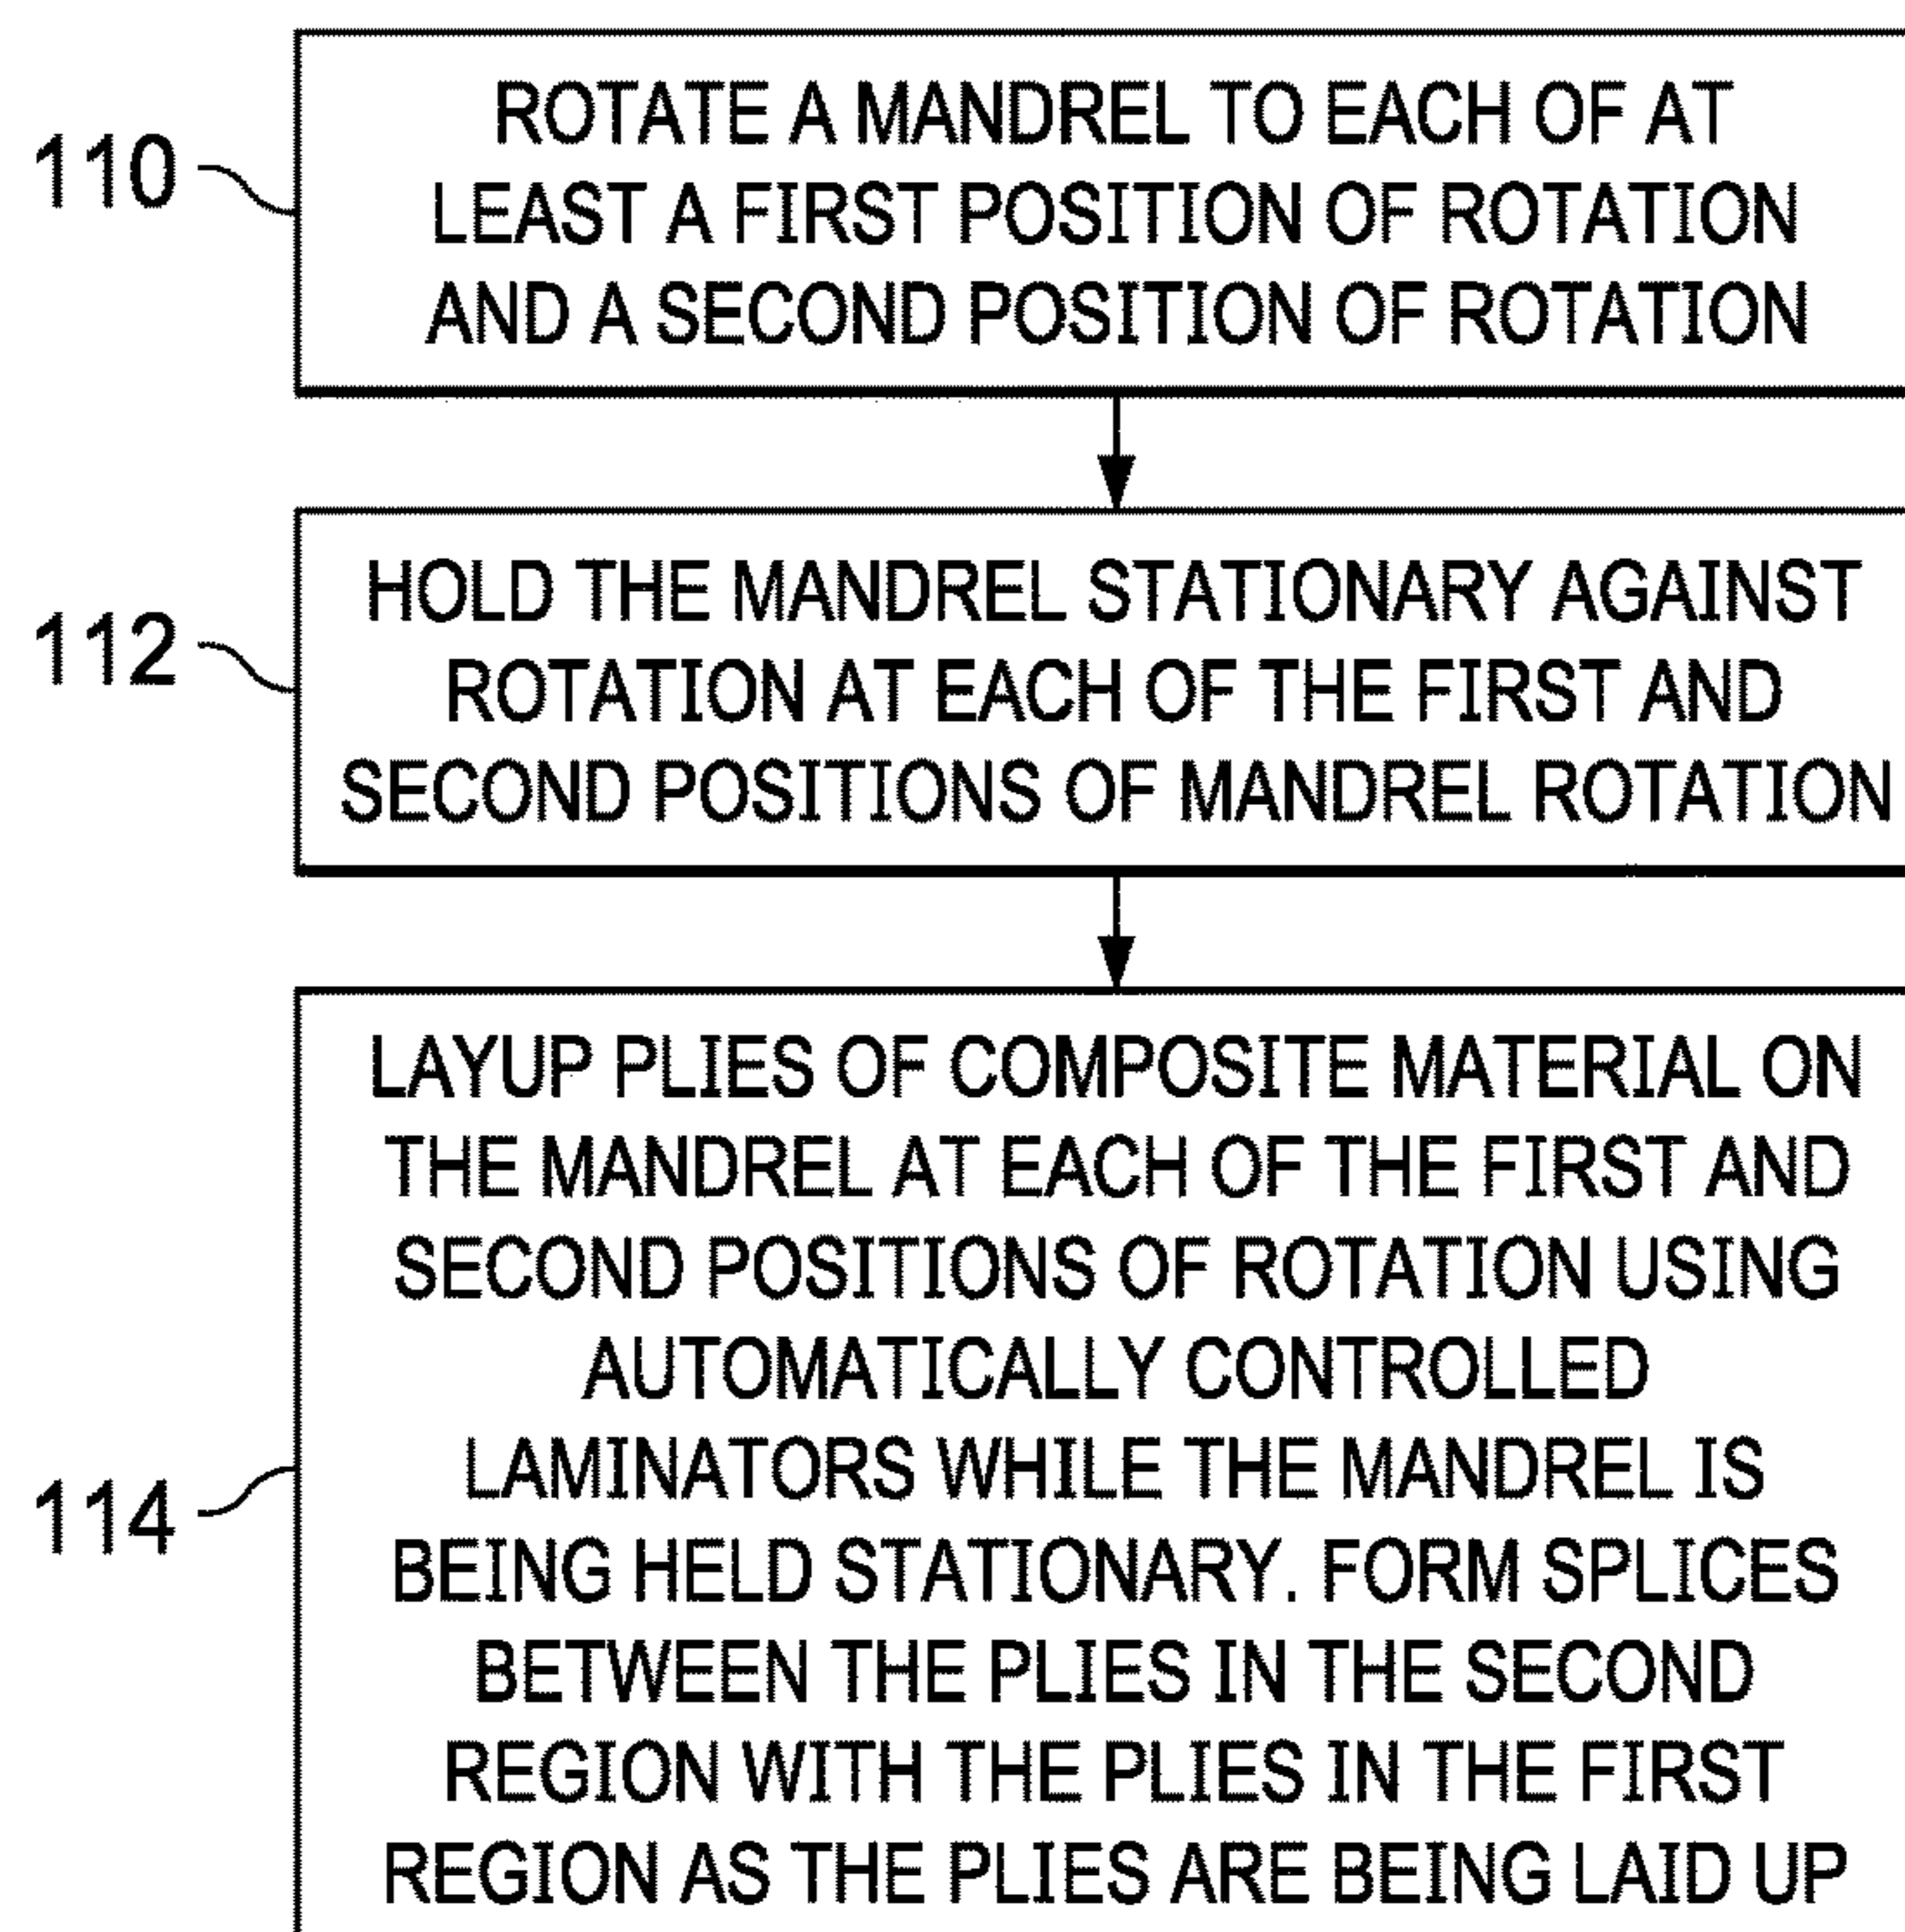 110
ROTATE A MANDREL TO EACH OF AT
LEAST A FIRST POSITION OF ROTATION
AND A SECOND POSITION OF ROTATION
112
HOLD THE MANDREL STATIONARY AGAINST
ROTATION AT EACH OF THE FIRST AND
SECOND POSITIONS OF MANDREL ROTATION
114
LAYUP PLIES OF COMPOSITE MATERIAL ON
THE MANDREL AT EACH OF THE FIRST AND
SECOND POSITIONS OF ROTATION USING
AUTOMATICALLY CONTROLLED
LAMINATORS WHILE THE MANDREL IS
BEING HELD STATIONARY. FORM SPLICES
BETWEEN THE PLIES IN THE SECOND
REGION WITH THE PLIES IN THE FIRST
REGION AS THE PLIES ARE BEING LAID UP